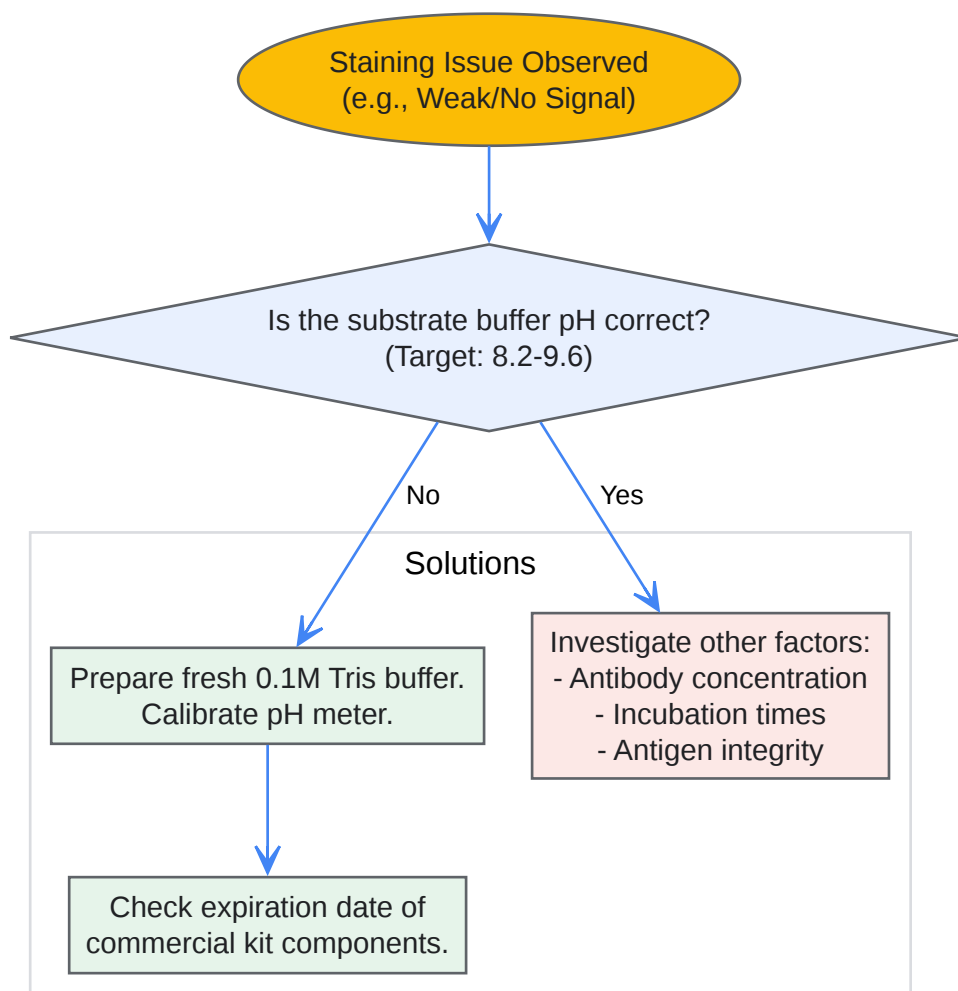 Staining Issue Observed
(e.g., Weak/No Signal)
Is the substrate buffer pH correct?
(Target: 8.2-9.6)
No
Yes
Solutions
Prepare fresh 0.1M Tris buffer.
Calibrate pH meter.
Investigate other factors:
- Antibody concentration
- Incubation times
- Antigen integrity
Check expiration date of
commercial kit components.